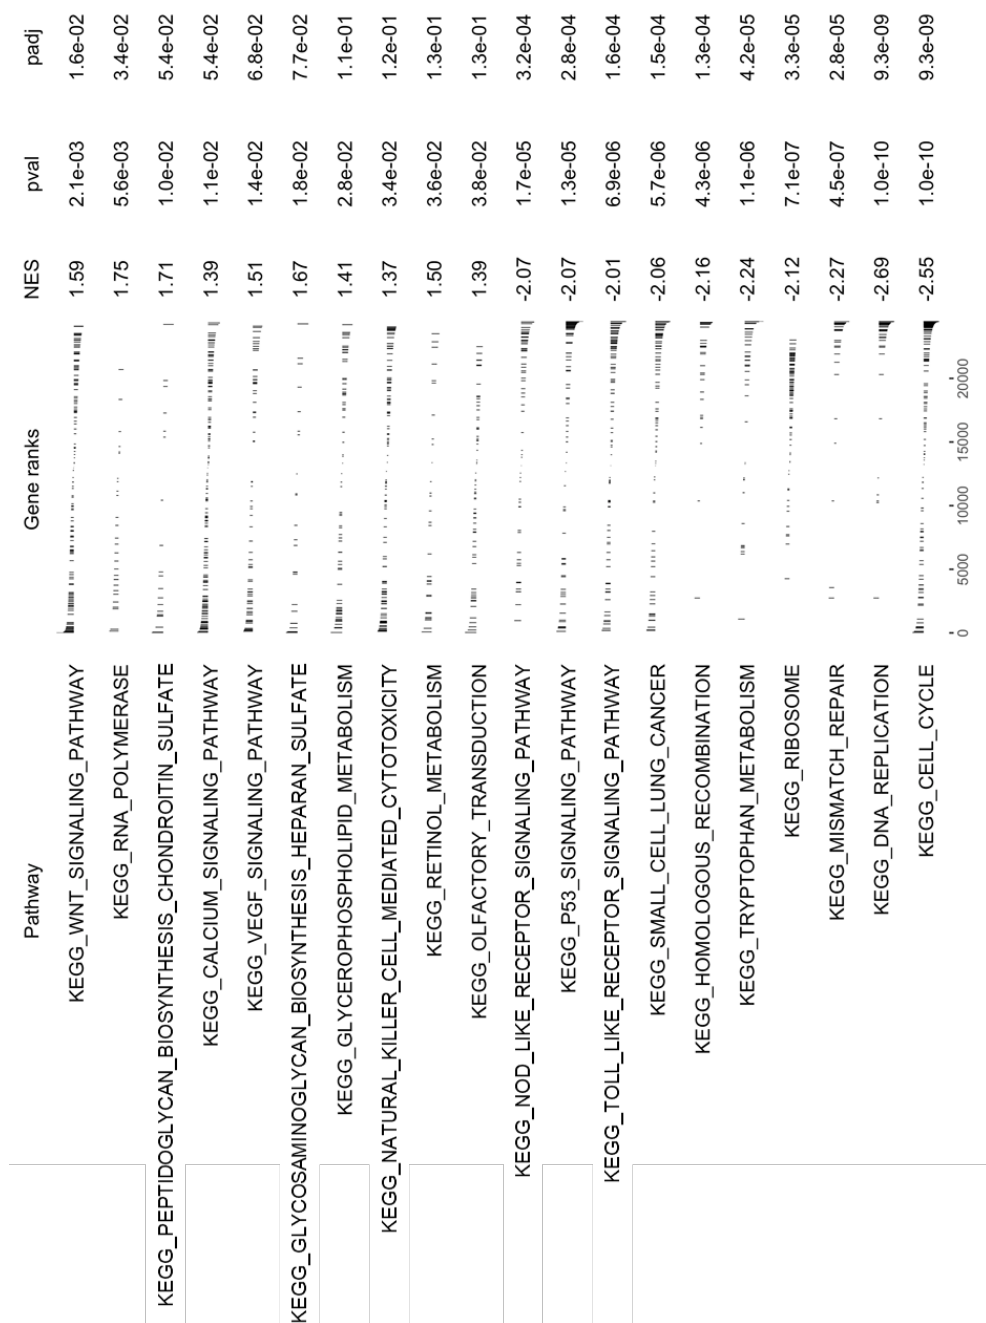 Pathway Gene ranks NES pval padj
KEGG_WNT_SIGNALING_PATHWAY 1.59 2.1e-03 1.6e-02
KEGG_RNA_POLYMERASE 1.75 5.6e-03 3.4e-02
KEGG_PEPTIDOGLYCAN_BIOSYNTHESIS_CHONDROITIN_SULFATE 1.71 1.0e-02 5.4e-02
KEGG_CALCIUM_SIGNALING_PATHWAY 1.39 1.1e-02 5.4e-02
KEGG_VEGF_SIGNALING_PATHWAY 1.51 1.4e-02 6.8e-02
KEGG_GLYCOSAMINOGLYCAN_BIOSYNTHESIS_HEPARAN_SULFATE 1.67 1.8e-02 7.7e-02
KEGG_GLYCEROPHOSPHOLIPID_METABOLISM 1.41 2.8e-02 1.1e-01
KEGG_NATURAL_KILLER_CELL_MEDIATED_CYTOTOXICITY 1.37 3.4e-02 1.2e-01
KEGG_RETINOL_METABOLISM 1.50 3.6e-02 1.3e-01
KEGG_OLFACTORY_TRANSDUCTION 1.39 3.8e-02 1.3e-01
KEGG_NOD_LIKE_RECEPTOR_SIGNALING_PATHWAY -2.07 1.7e-05 3.2e-04
KEGG_P53_SIGNALING_PATHWAY -2.07 1.3e-05 2.8e-04
KEGG_TOLL_LIKE_RECEPTOR_SIGNALING_PATHWAY -2.01 6.9e-06 1.6e-04
KEGG_SMALL_CELL_LUNG_CANCER -2.06 5.7e-06 1.5e-04
KEGG_HOMOLOGOUS_RECOMBINATION -2.16 4.3e-06 1.3e-04
KEGG_TRYPTOPHAN_METABOLISM -2.24 1.1e-06 4.2e-05
KEGG_RIBOSOME -2.12 7.1e-07 3.3e-05
KEGG_MISMATCH_REPAIR -2.27 4.5e-07 2.8e-05
KEGG_DNA_REPLICATION -2.69 1.0e-10 9.3e-09
KEGG_CELL_CYCLE -2.55 1.0e-10 9.3e-09
0 5000 10000 15000 20000